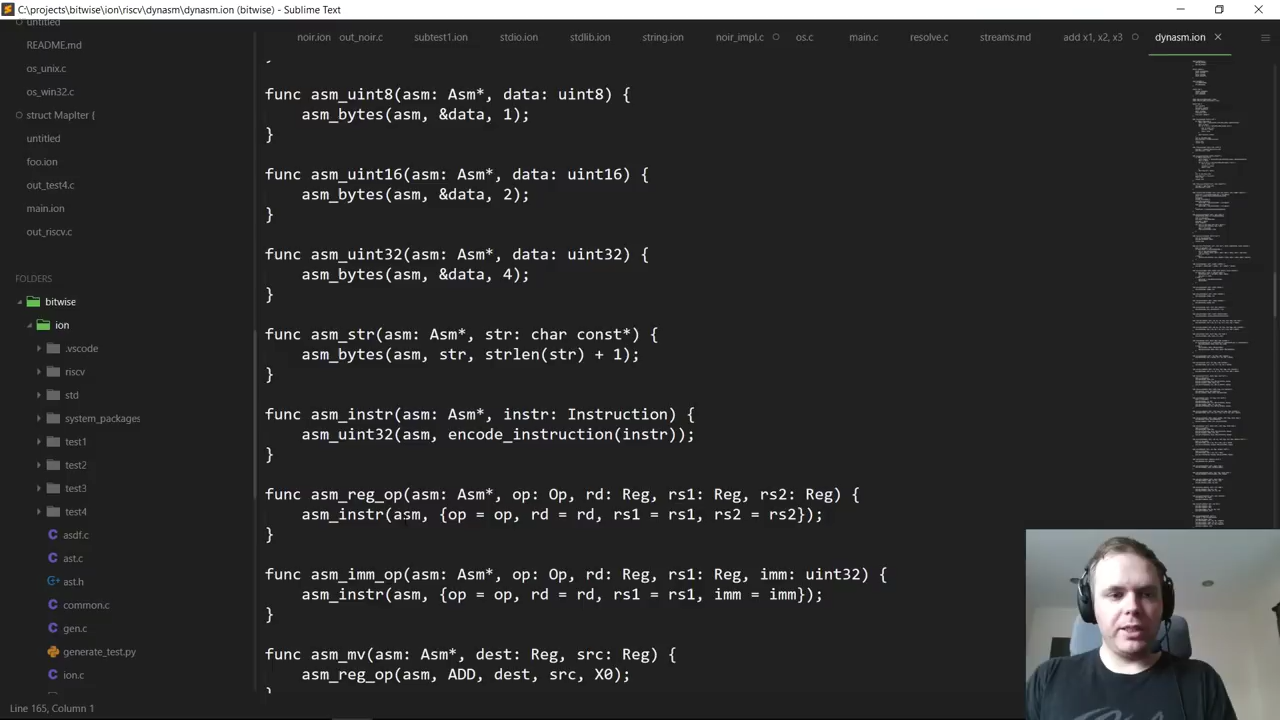 C:\projects\bitwise\ion\riscv\dynasm\dynasm.ion (bitwise) - Sublime Text
untitled
README.md
os_unix.c
os_win32.c
struct MapIter {
untitled
foo.ion
out_test4.c
main.ion
out_riscv.c
FOLDERS
bitwise
ion
.vscode
riscv
std
system_packages
test1
test2
test3
test4
asdf.c
ast.c
ast.h
common.c
gen.c
generate_test.py
ion.c
noir.ion
out_noir.c
subtest1.ion
stdio.ion
stdlib.ion
string.ion
noir_impl.c
os.c
main.c
resolve.c
streams.md
add x1, x2, x3
dynasm.ion
}
func asm_uint8(asm: Asm*, data: uint8) {
asm_bytes(asm, &data, 1);
}
func asm_uint16(asm: Asm*, data: uint16) {
asm_bytes(asm, &data, 2);
}
func asm_uint32(asm: Asm*, data: uint32) {
asm_bytes(asm, &data, 4);
}
func asm_str(asm: Asm*, str: char const*) {
asm_bytes(asm, str, strlen(str) + 1);
}
func asm_instr(asm: Asm*, instr: Instruction) {
asm_uint32(asm, encode_instruction(instr));
}
func asm_reg_op(asm: Asm*, op: Op, rd: Reg, rs1: Reg, rs2: Reg) {
asm_instr(asm, {op = op, rd = rd, rs1 = rs1, rs2 = rs2});
}
func asm_imm_op(asm: Asm*, op: Op, rd: Reg, rs1: Reg, imm: uint32) {
asm_instr(asm, {op = op, rd = rd, rs1 = rs1, imm = imm});
}
func asm_mv(asm: Asm*, dest: Reg, src: Reg) {
asm_reg_op(asm, ADD, dest, src, X0);
Line 165, Column 1